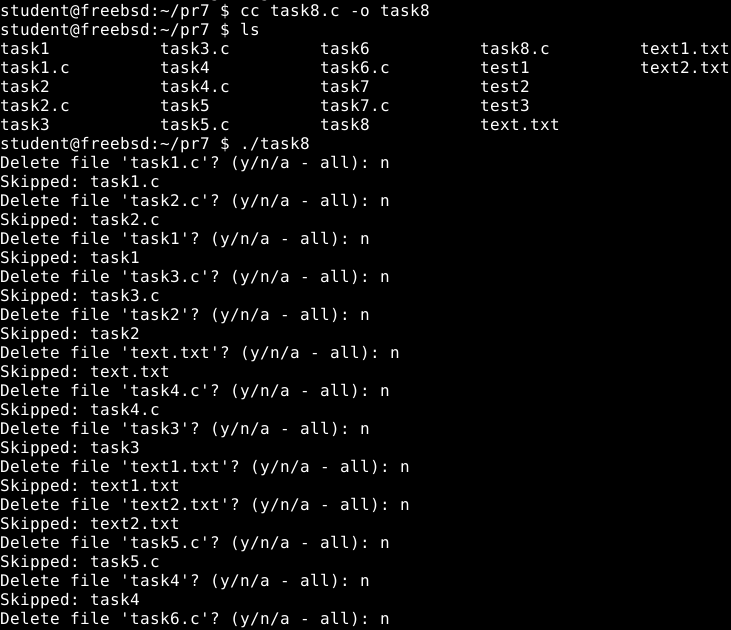 student@freebsd:~/pr7 $ cc task8.c -o task8
student@freebsd:~/pr7 $ ls
task1 task3.c task6 task8.c text1.txt
task1.c task4 task6.c test1 text2.txt
task2 task4.c task7 test2
task2.c task5 task7.c test3
task3 task5.c task8 text.txt
student@freebsd:~/pr7 $ ./task8
Delete file 'task1.c'? (y/n/a - all): n
Skipped: task1.c
Delete file 'task2.c'? (y/n/a - all): n
Skipped: task2.c
Delete file 'task1'? (y/n/a - all): n
Skipped: task1
Delete file 'task3.c'? (y/n/a - all): n
Skipped: task3.c
Delete file 'task2'? (y/n/a - all): n
Skipped: task2
Delete file 'text.txt'? (y/n/a - all): n
Skipped: text.txt
Delete file 'task4.c'? (y/n/a - all): n
Skipped: task4.c
Delete file 'task3'? (y/n/a - all): n
Skipped: task3
Delete file 'text1.txt'? (y/n/a - all): n
Skipped: text1.txt
Delete file 'text2.txt'? (y/n/a - all): n
Skipped: text2.txt
Delete file 'task5.c'? (y/n/a - all): n
Skipped: task5.c
Delete file 'task4'? (y/n/a - all): n
Skipped: task4
Delete file 'task6.c'? (y/n/a - all): n